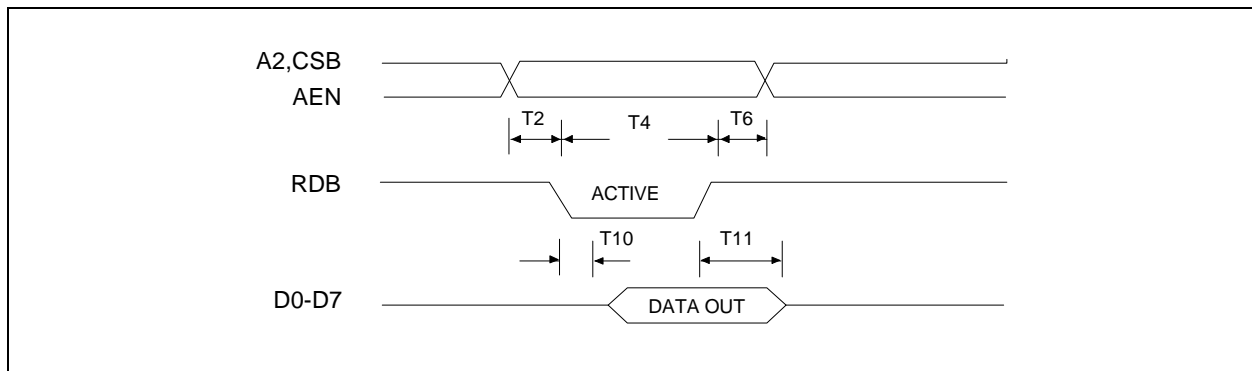 A2,CSB
AEN
T2
T4
T6
RDB
ACTIVE
T10
T11
D0-D7
DATA OUT